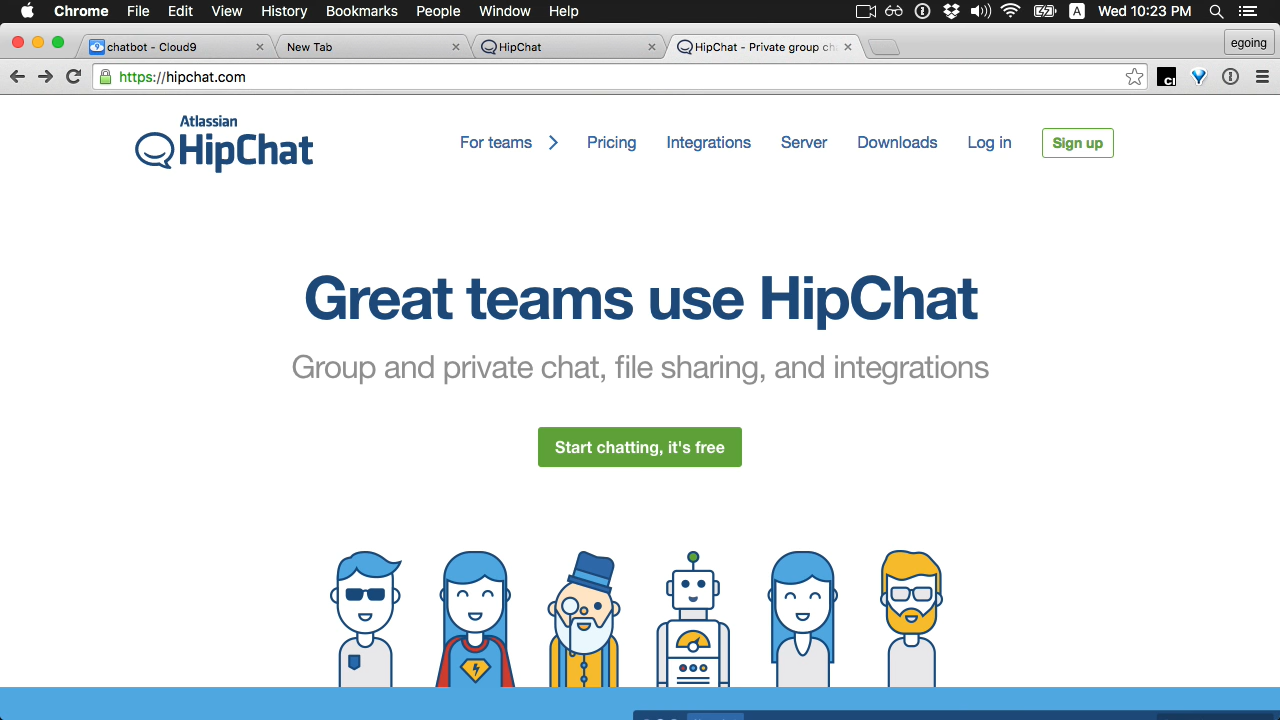 Chrome File Edit View History Bookmarks People Window Help A Wed 10:23 PM
chatbot - Cloud9 New Tab HipChat HipChat - Private group cha egoing
https://hipchat.com
Atlassian
HipChat
For teams Pricing Integrations Server Downloads Log in Sign up
Great teams use HipChat
Group and private chat, file sharing, and integrations
Start chatting, it's free